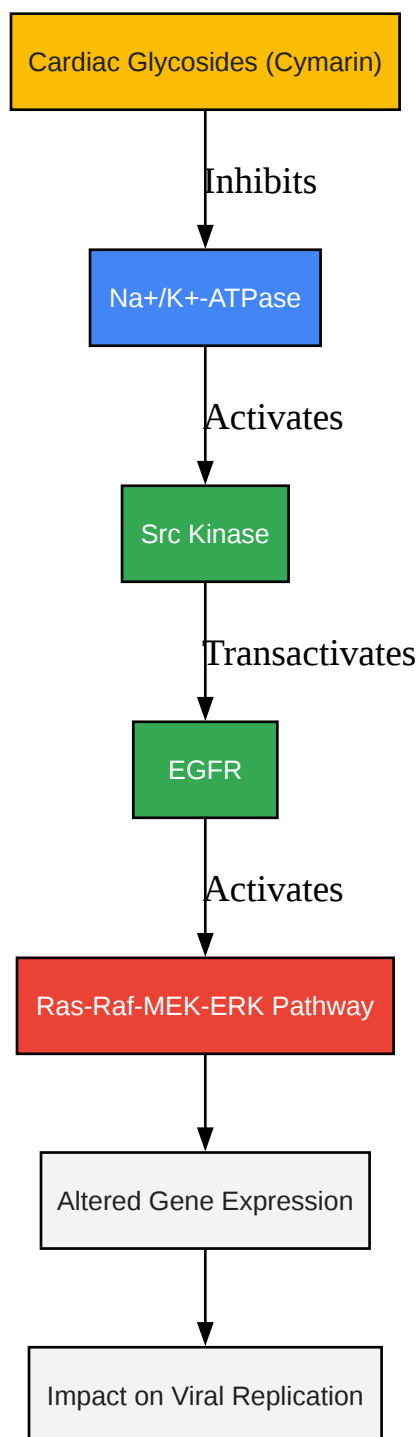 Cardiac Glycosides (Cymarin)
Inhibits
Na+/K+-ATPase
Activates
Src Kinase
Transactivates
EGFR
Activates
Ras-Raf-MEK-ERK Pathway
Altered Gene Expression
Impact on Viral Replication